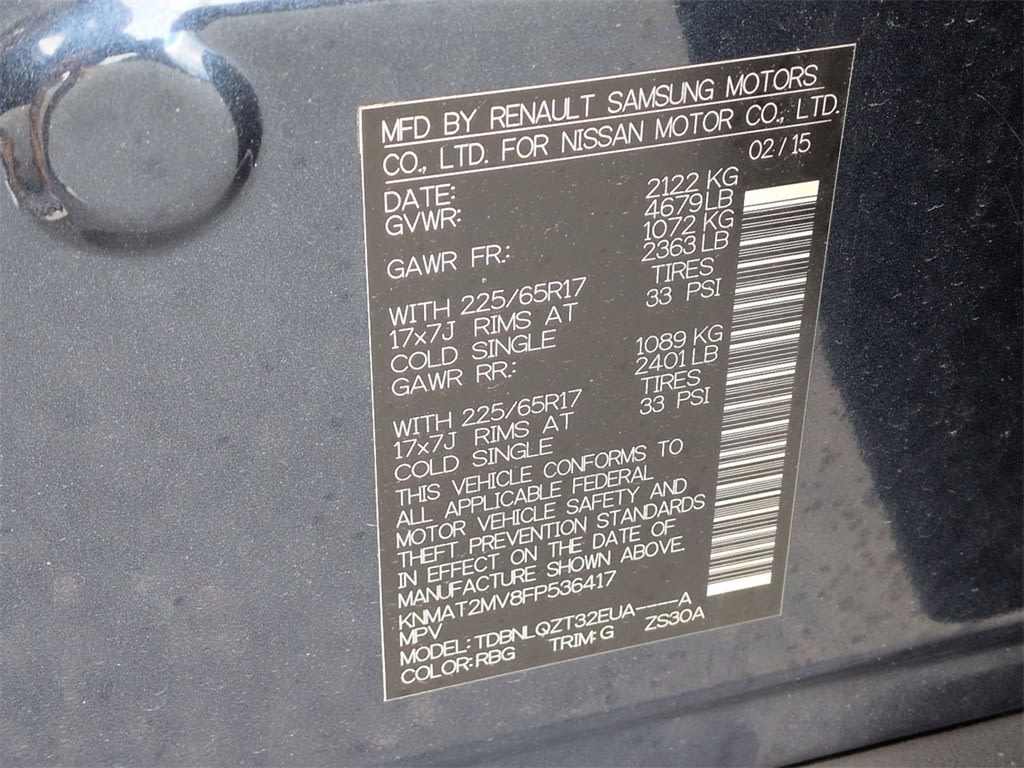 MFD BY RENAULT SAMSUNG MOTORS
CO., LTD. FOR NISSAN MOTOR CO., LTD.
DATE: 02/15
GVWR: 2122 KG
4679 LB
GAWR FR.: 1072 KG
2363 LB
WITH 225/65R17 TIRES
17x7J RIMS AT 33 PSI
COLD SINGLE
GAWR RR.: 1089 KG
2401 LB
WITH 225/65R17 TIRES
17x7J RIMS AT 33 PSI
COLD SINGLE
THIS VEHICLE CONFORMS TO
ALL APPLICABLE FEDERAL
MOTOR VEHICLE SAFETY AND
THEFT PREVENTION STANDARDS
IN EFFECT ON THE DATE OF
MANUFACTURE SHOWN ABOVE.
KNMAT2MV8FP536417
MPV
MODEL: TDBNLQZT32EUA----A
COLOR: RBG TRIM: G ZS30A